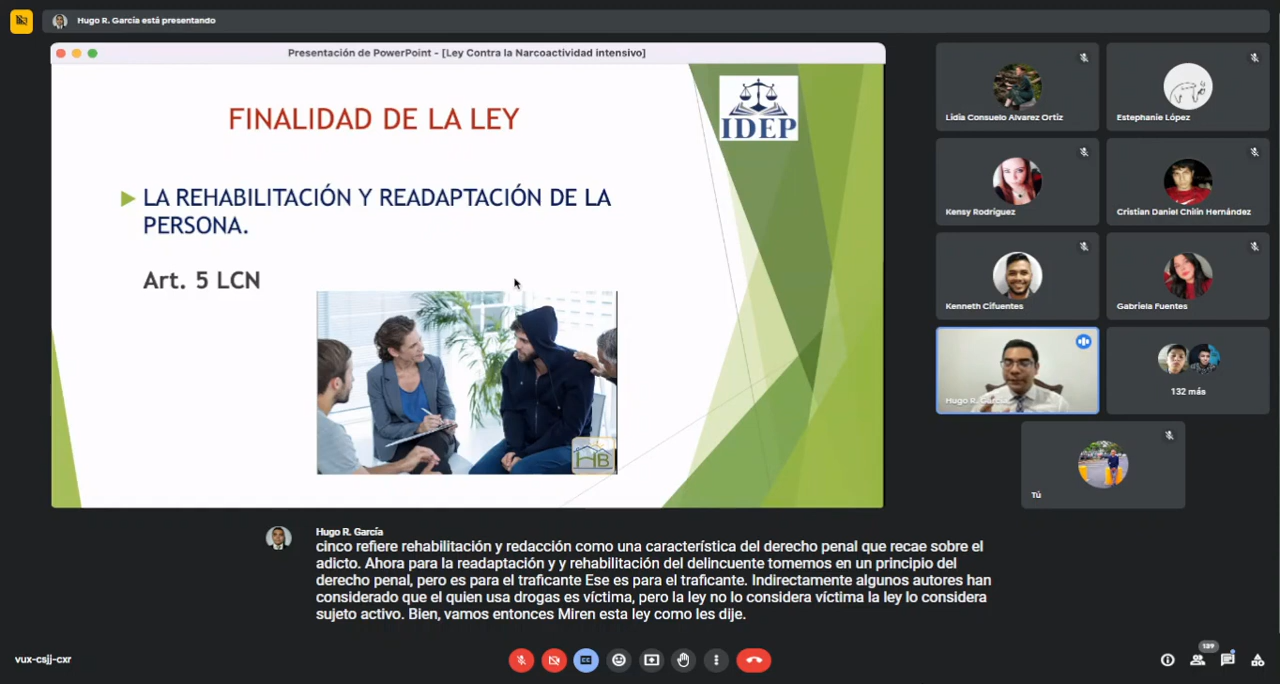 Hugo R. García está presentando
Presentación de PowerPoint - [Ley Contra la Narcoactividad intensivo]
FINALIDAD DE LA LEY
IDEP
LA REHABILITACIÓN Y READAPTACIÓN DE LA
PERSONA.
Art. 5 LCN
HB
Lidia Consuelo Alvarez Ortiz
Estephanie López
Kensy Rodríguez
Cristian Daniel Chilín Hernández
Kenneth Cifuentes
Gabriela Fuentes
Hugo R. García
132 más
Tú
Hugo R. García
cinco refiere rehabilitación y redacción como una característica del derecho penal que recae sobre el
adicto. Ahora para la readaptación y y rehabilitación del delincuente tomemos en un principio del
derecho penal, pero es para el traficante Ese es para el traficante. Indirectamente algunos autores han
considerado que el quien usa drogas es víctima, pero la ley no lo considera víctima la ley lo considera
sujeto activo. Bien, vamos entonces Miren esta ley como les dije.
vux-csjj-cxr
CC
139